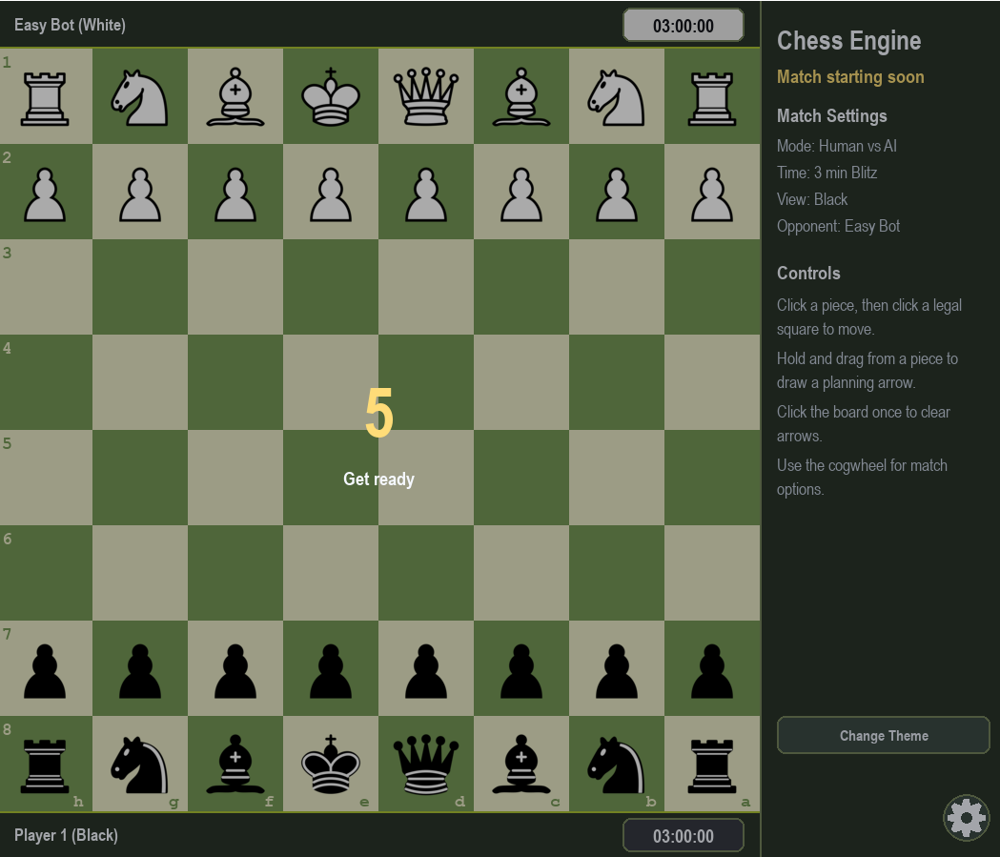 Easy Bot (White)
03:00:00
1
2
3
4
5
6
7
8
5
Get ready
h g f e d c b a
Player 1 (Black)
03:00:00
Chess Engine
Match starting soon
Match Settings
Mode: Human vs AI
Time: 3 min Blitz
View: Black
Opponent: Easy Bot
Controls
Click a piece, then click a legal
square to move.
Hold and drag from a piece to
draw a planning arrow.
Click the board once to clear
arrows.
Use the cogwheel for match
options.
Change Theme